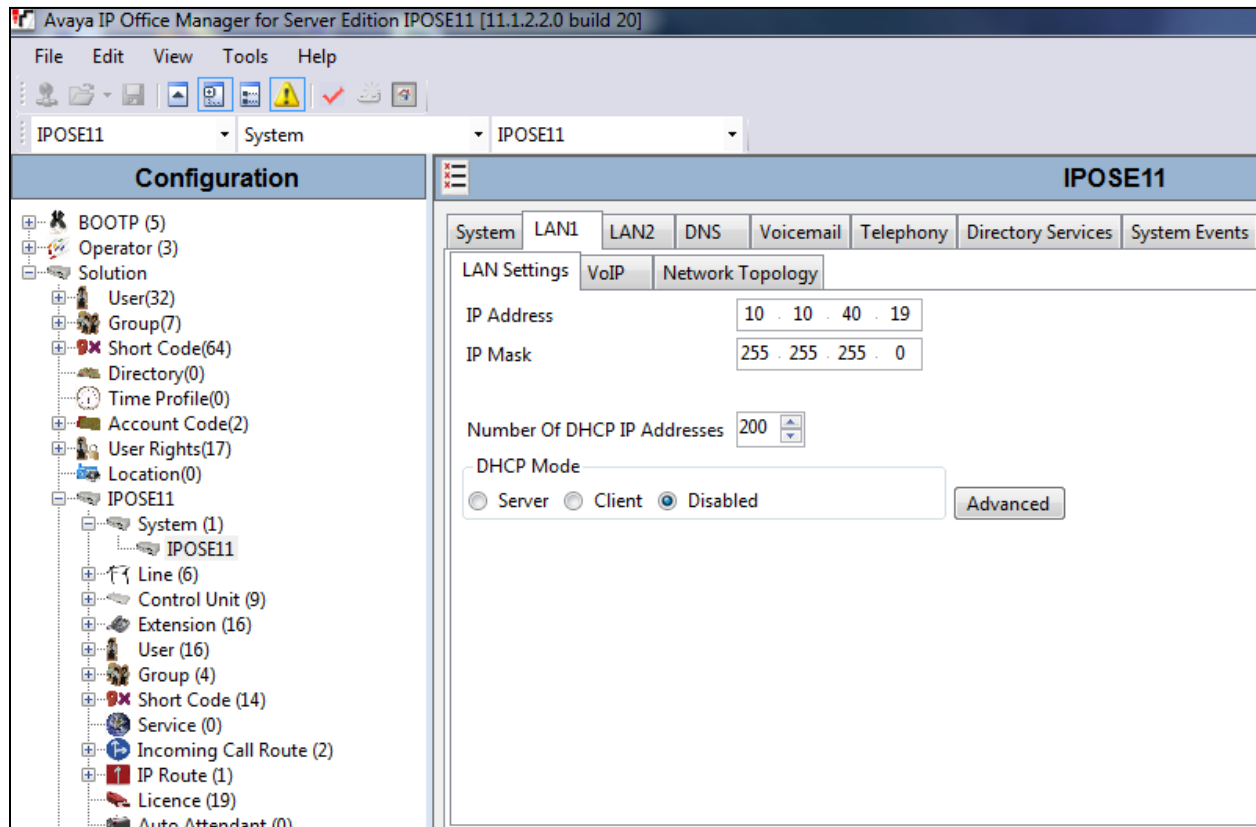 Avaya IP Office Manager for Server Edition IPOSE11 [11.1.2.2.0 build 20]
File Edit View Tools Help
IPOSE11 System IPOSE11
Configuration
BOOTP (5)
Operator (3)
Solution
User(32)
Group(7)
Short Code(64)
Directory(0)
Time Profile(0)
Account Code(2)
User Rights(17)
Location(0)
IPOSE11
System (1)
IPOSE11
Line (6)
Control Unit (9)
Extension (16)
User (16)
Group (4)
Short Code (14)
Service (0)
Incoming Call Route (2)
IP Route (1)
Licence (19)
Auto Attendant (0)
IPOSE11
System LAN1 LAN2 DNS Voicemail Telephony Directory Services System Events
LAN Settings VoIP Network Topology
IP Address 10 . 10 . 40 . 19
IP Mask 255 . 255 . 255 . 0
Number Of DHCP IP Addresses 200
DHCP Mode
Server Client Disabled Advanced